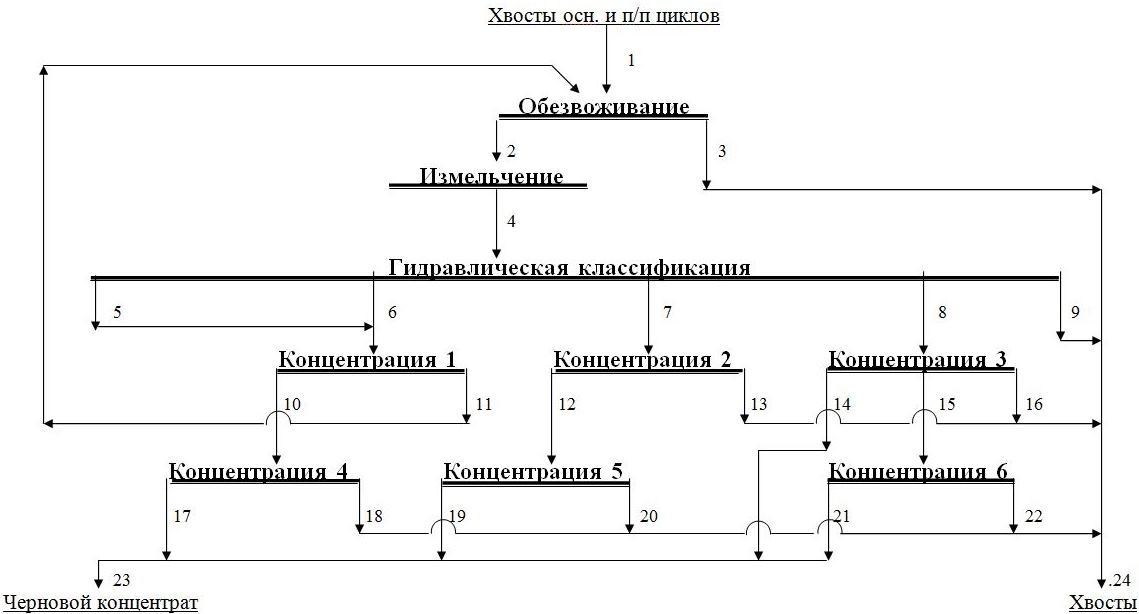 Хвосты осн. и п/п циклов
1
Обезвоживание
2
3
Измельчение
4
Гидравлическая классификация
5
6
7
8
9
Концентрация 1
Концентрация 2
Концентрация 3
10
11
12
13
14
15
16
Концентрация 4
Концентрация 5
Концентрация 6
17
18
19
20
21
22
23
.24
Черновой концентрат
Хвосты